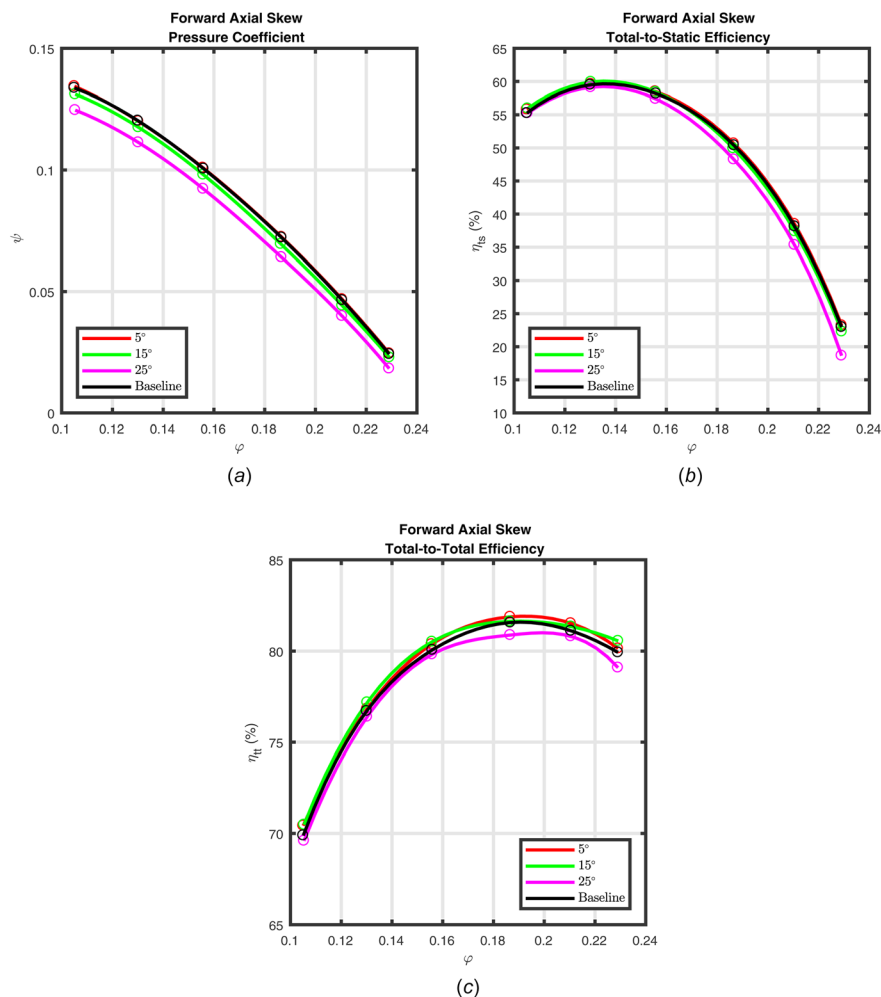 Forward Axial Skew
Pressure Coefficient
0.15
0.1
0.05
0
ψ
5°
15°
25°
Baseline
0.1 0.12 0.14 0.16 0.18 0.2 0.22 0.24
φ
(a)
Forward Axial Skew
Total-to-Static Efficiency
65
60
55
50
45
40
35
30
25
20
15
10
η_ts (%)
5°
15°
25°
Baseline
0.1 0.12 0.14 0.16 0.18 0.2 0.22 0.24
φ
(b)
Forward Axial Skew
Total-to-Total Efficiency
85
80
75
70
65
η_tt (%)
5°
15°
25°
Baseline
0.1 0.12 0.14 0.16 0.18 0.2 0.22 0.24
φ
(c)